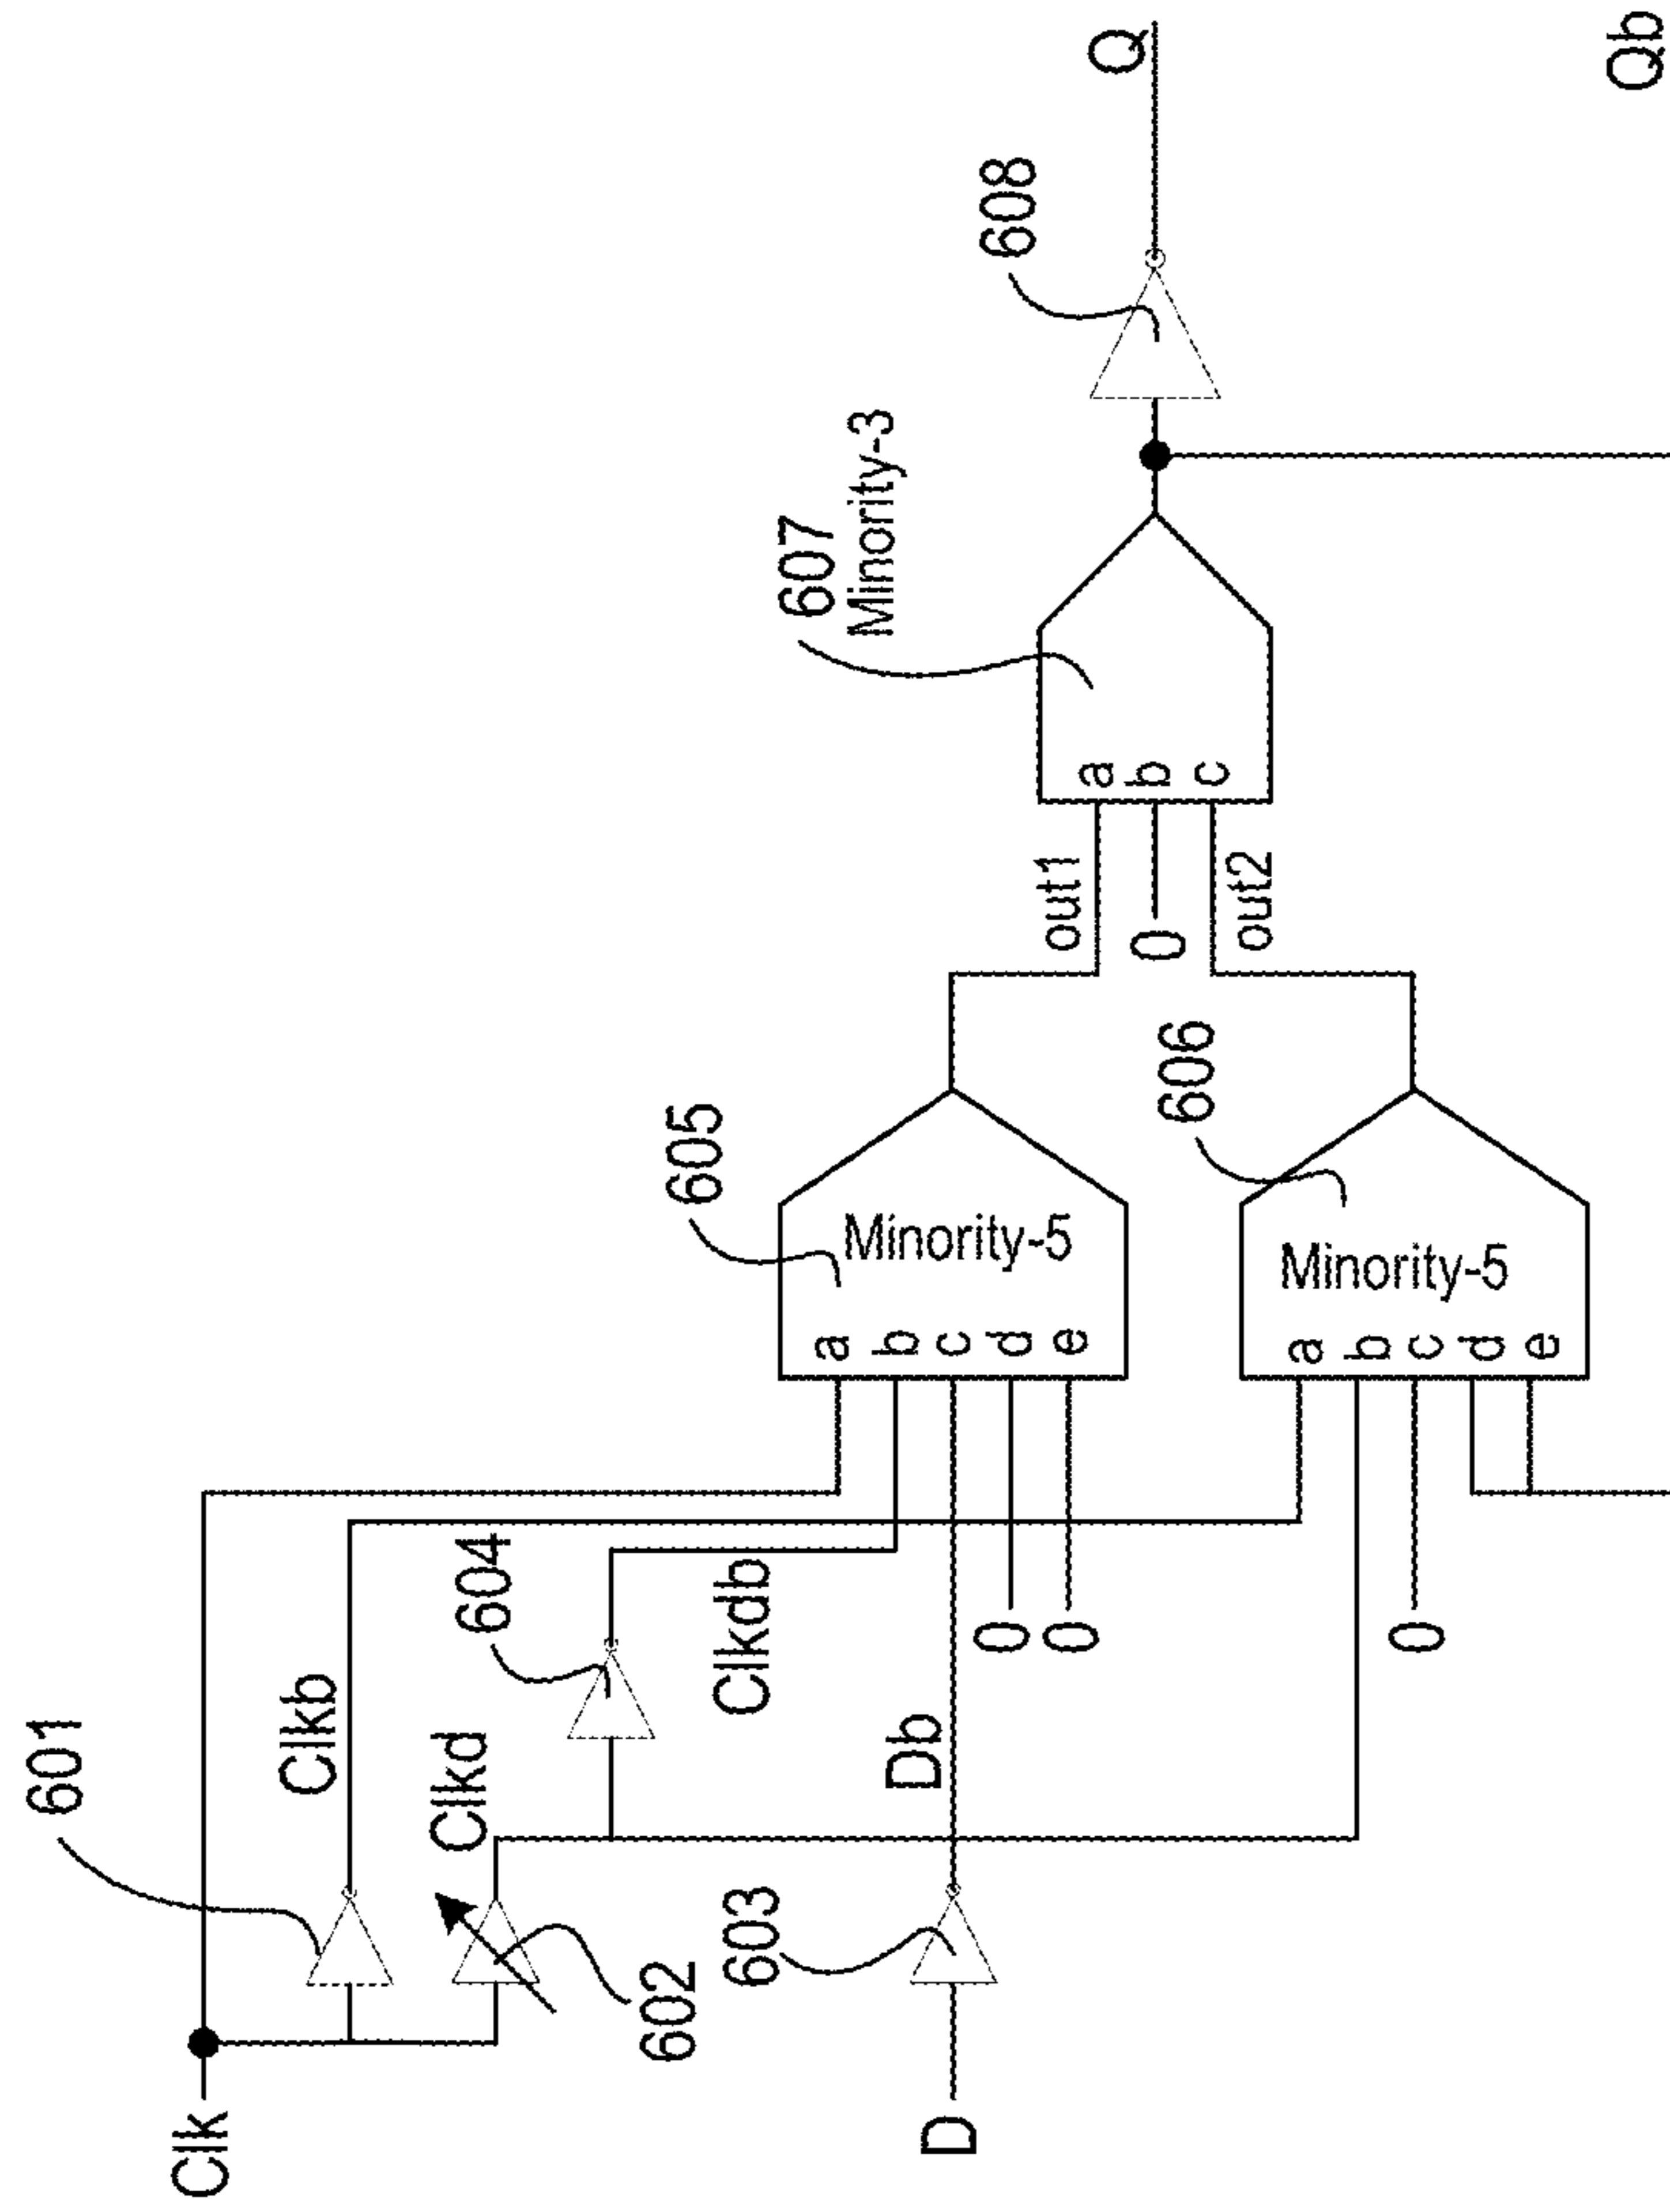 601
Clk
Clkb
Clkd
602
604
Clkdb
603
D
Db
0
0
605
Minority-5
a
b
c
d
e
606
Minority-5
a
b
c
d
e
0
out1
0
out2
607
Minority-3
a
b
c
608
Q
Qb